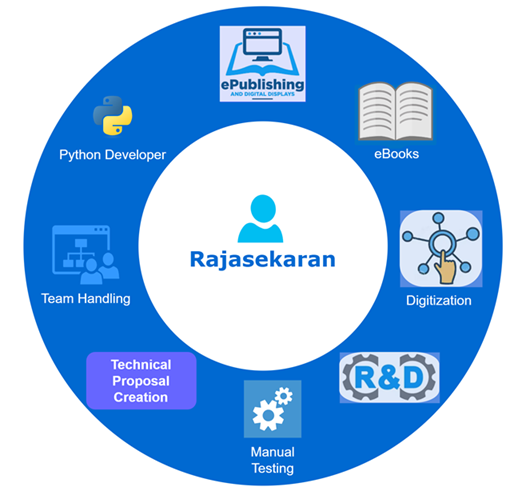 ePublishing
AND DIGITAL DISPLAYS
eBooks
Digitization
R&D
Manual
Testing
Technical
Proposal
Creation
Team Handling
Python Developer
Rajasekaran